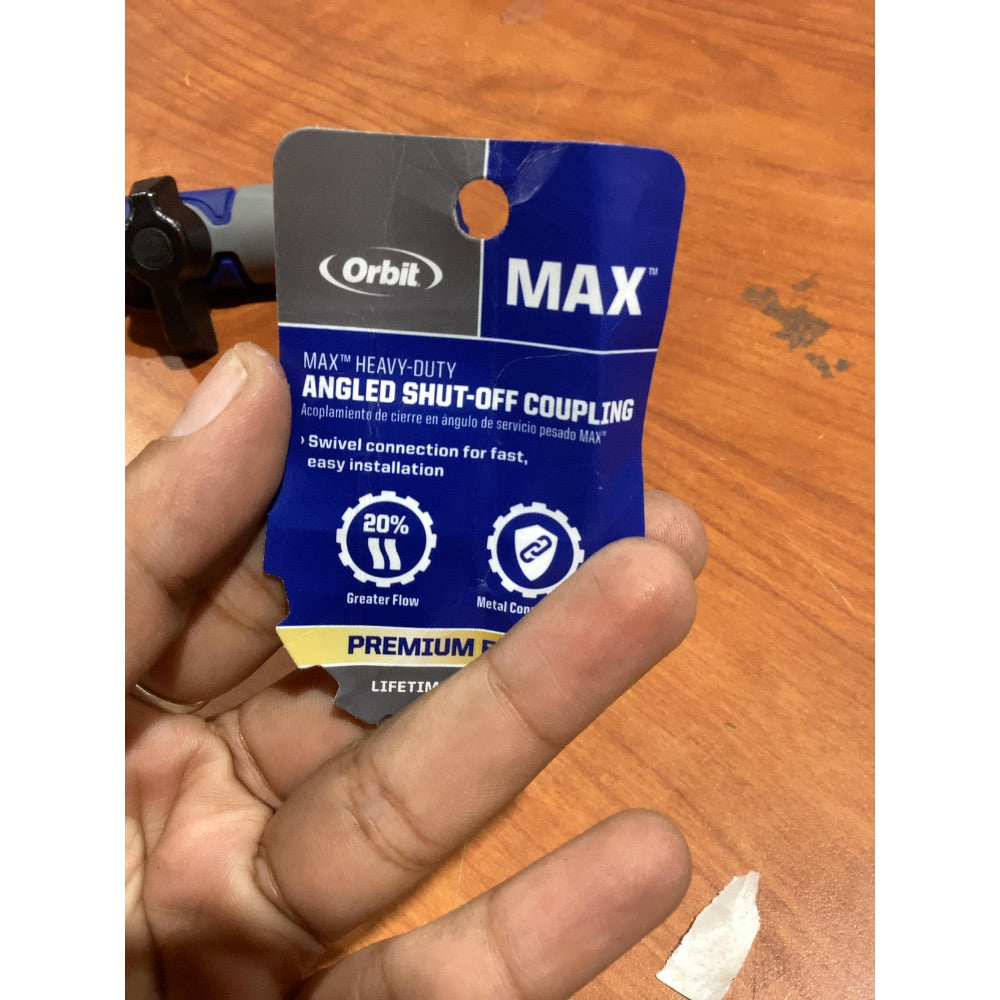 Orbit
MAX™
MAX™ HEAVY-DUTY
ANGLED SHUT-OFF COUPLING
Acoplamiento de cierre en ángulo de servicio pesado MAX™
› Swivel connection for fast,
easy installation
20%
Greater Flow
Metal
PREMIUM